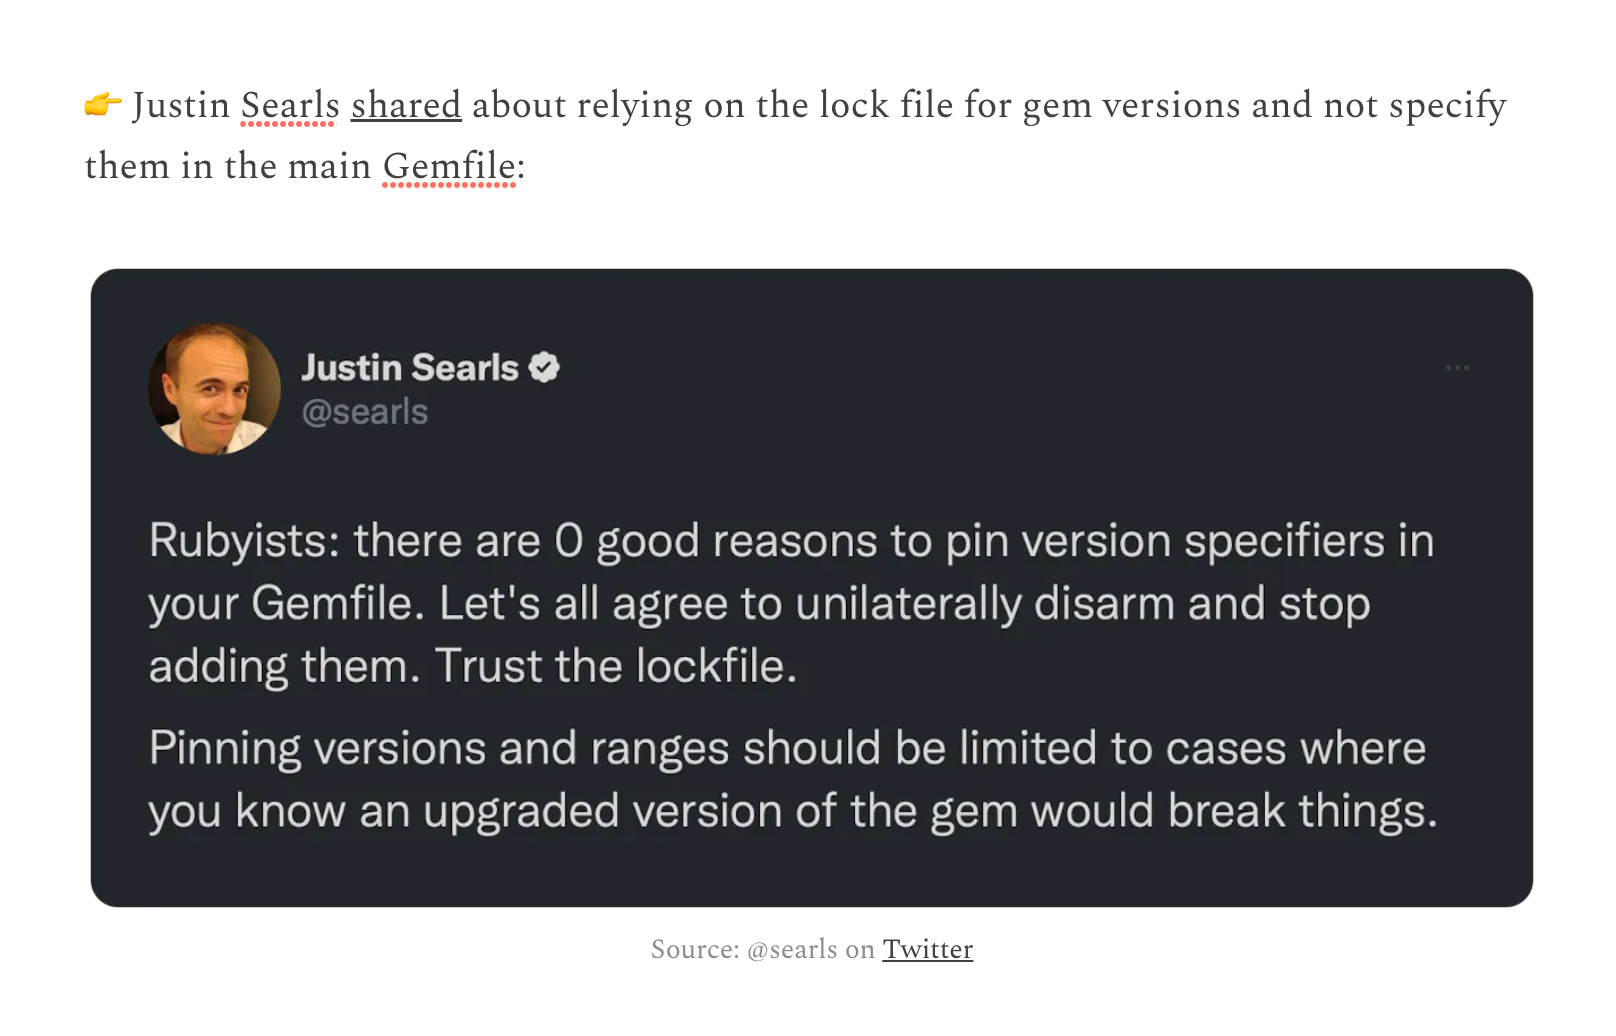 👉 Justin Searls shared about relying on the lock file for gem versions and not specify
them in the main Gemfile:
Justin Searls
@searls
Rubyists: there are 0 good reasons to pin version specifiers in
your Gemfile. Let's all agree to unilaterally disarm and stop
adding them. Trust the lockfile.
Pinning versions and ranges should be limited to cases where
you know an upgraded version of the gem would break things.
Source: @searls on Twitter